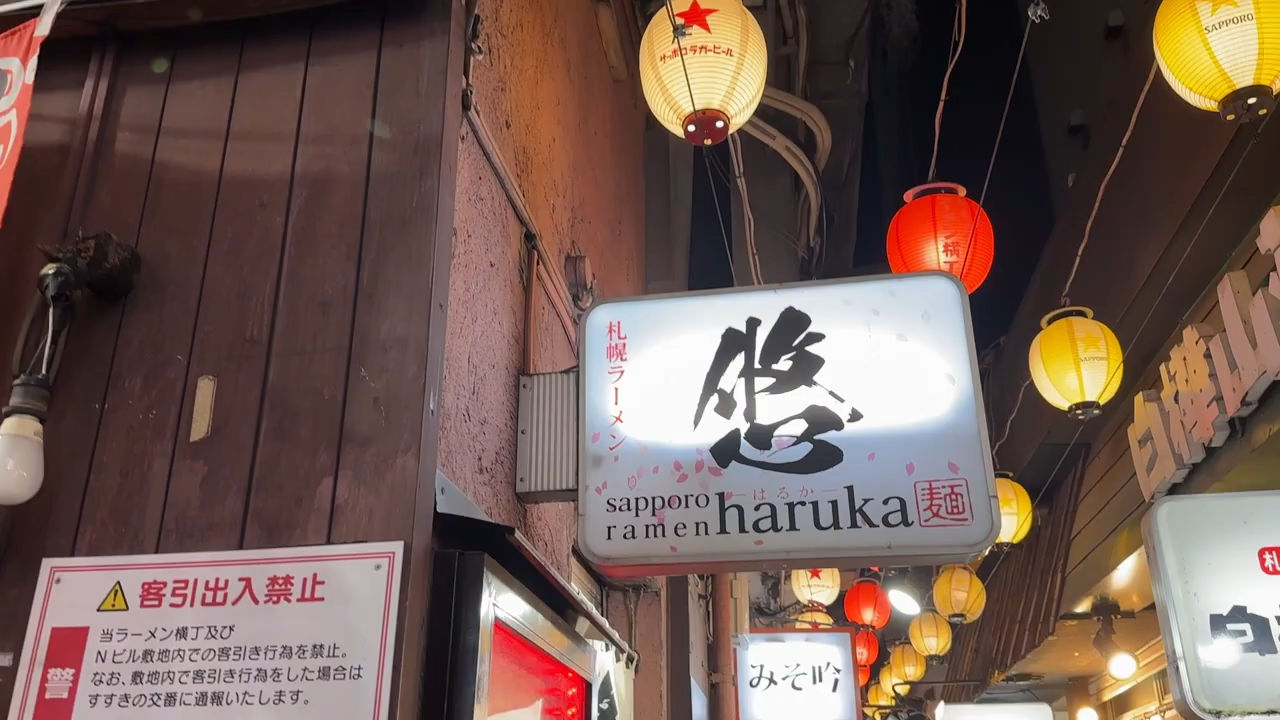 サッポロラガービール
SAPPORO
横丁
SAPPORO
札幌ラーメン
悠
はるか
sapporo
ramen haruka
麺
白樺山
客引出入禁止
警
当ラーメン横丁及び
Nビル敷地内での客引き行為を禁止。
なお、敷地内で客引き行為をした場合は
すすきの交番に通報いたします。
みそ吟
札